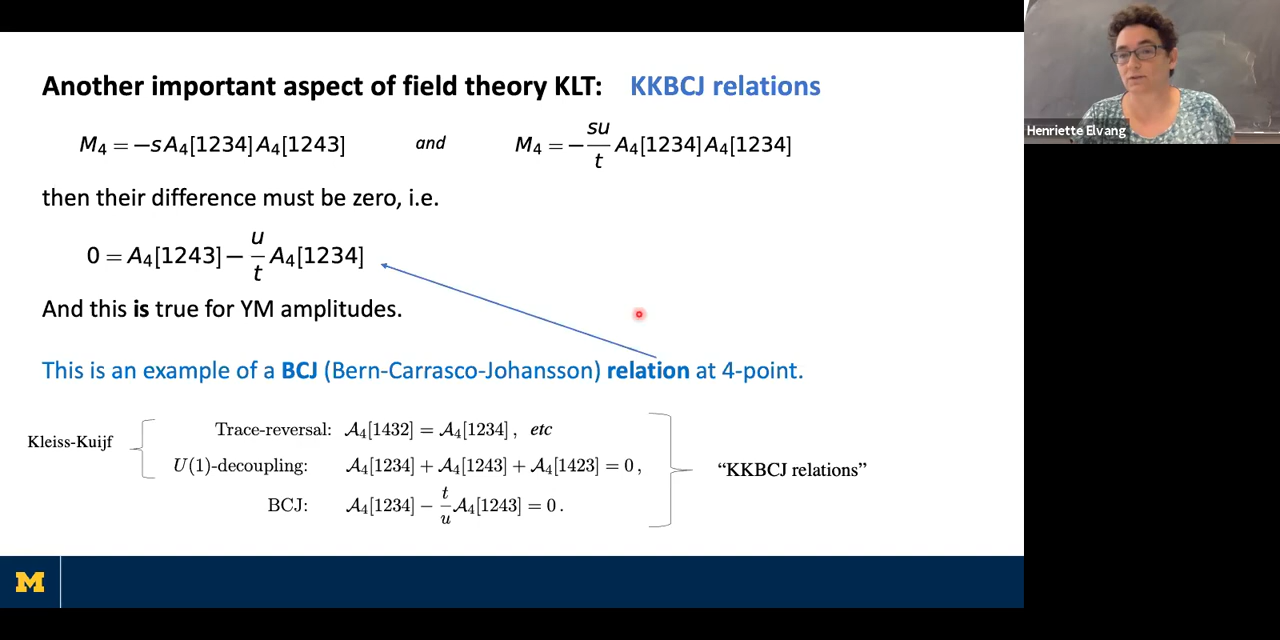 Another important aspect of field theory KLT: KKBCJ relations
M₄ = −s A₄[1234] A₄[1243] and M₄ = − su/t A₄[1234] A₄[1234]
Henriette Elvang
then their difference must be zero, i.e.
0 = A₄[1243] − u/t A₄[1234]
And this is true for YM amplitudes.
This is an example of a BCJ (Bern-Carrasco-Johansson) relation at 4-point.
Kleiss-Kuijf
Trace-reversal: A₄[1432] = A₄[1234] , etc
U(1)-decoupling: A₄[1234] + A₄[1243] + A₄[1423] = 0 ,
BCJ: A₄[1234] − t/u A₄[1243] = 0 .
“KKBCJ relations”
M